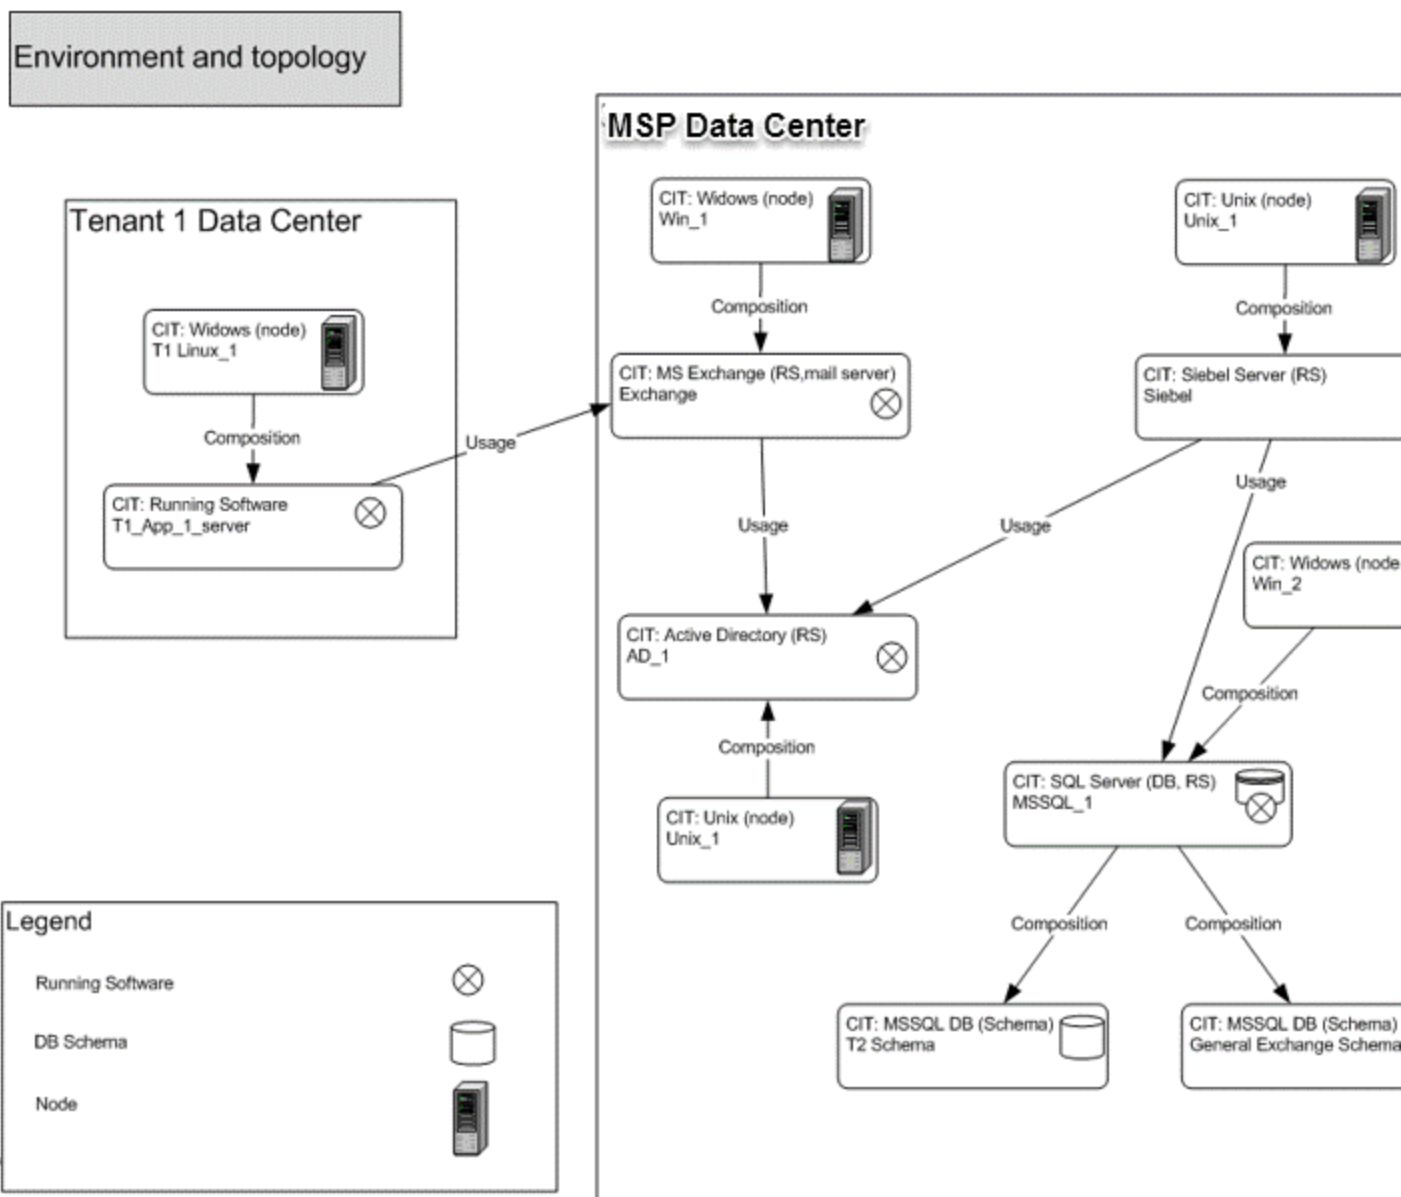 Environment and topology
MSP Data Center
Tenant 1 Data Center
CIT: Widows (node)
T1 Linux_1
Composition
CIT: Running Software
T1_App_1_server
Usage
CIT: Widows (node)
Win_1
Composition
CIT: MS Exchange (RS,mail server)
Exchange
Usage
CIT: Active Directory (RS)
AD_1
Composition
CIT: Unix (node)
Unix_1
CIT: Unix (node)
Unix_1
Composition
CIT: Siebel Server (RS)
Siebel
Usage
Usage
CIT: Widows (node
Win_2
Composition
CIT: SQL Server (DB, RS)
MSSQL_1
Composition
Composition
CIT: MSSQL DB (Schema)
T2 Schema
CIT: MSSQL DB (Schema)
General Exchange Schema
Legend
Running Software
DB Schema
Node